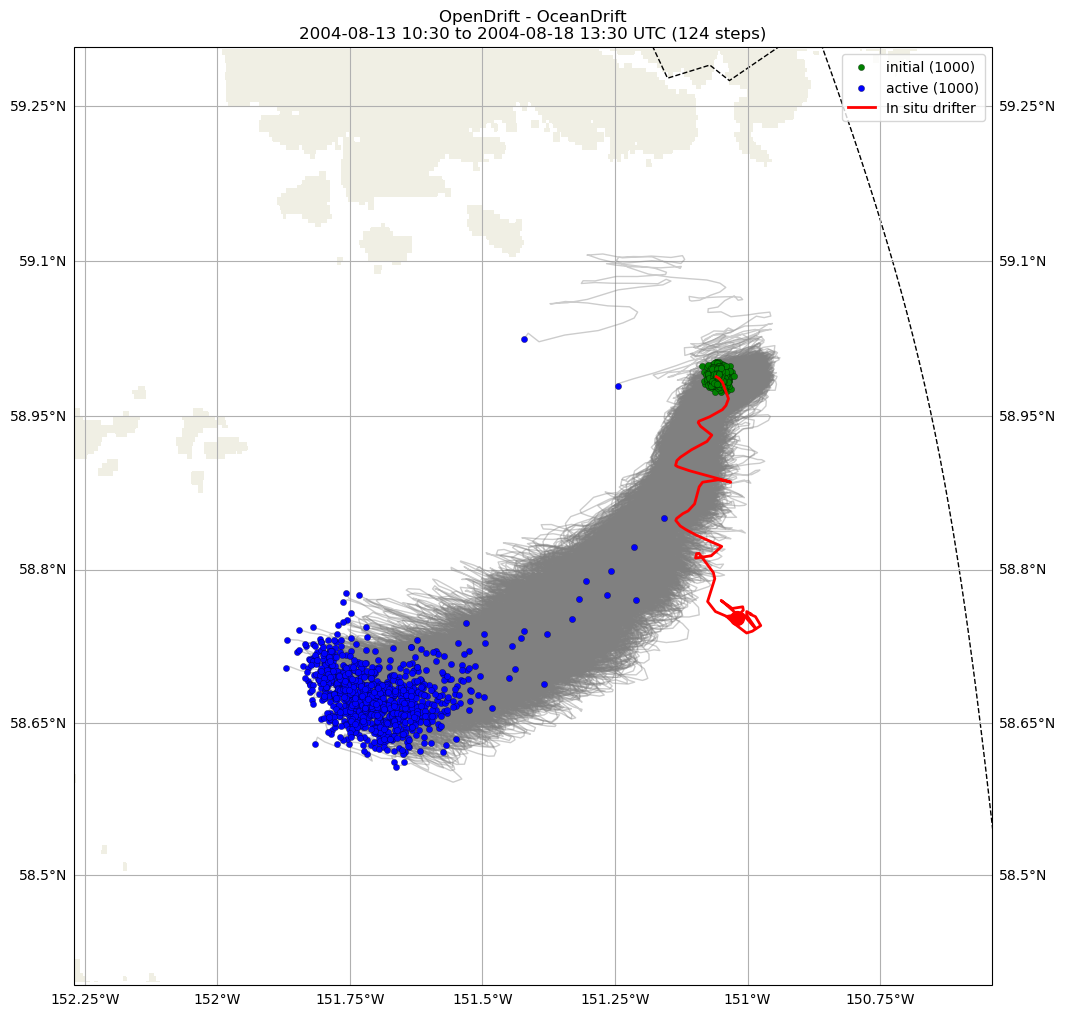 OpenDrift - OceanDrift
2004-08-13 10:30 to 2004-08-18 13:30 UTC (124 steps)
initial (1000)
active (1000)
In situ drifter
59.25°N
59.25°N
59.1°N
59.1°N
58.95°N
58.95°N
58.8°N
58.8°N
58.65°N
58.65°N
58.5°N
58.5°N
152.25°W
152°W
151.75°W
151.5°W
151.25°W
151°W
150.75°W